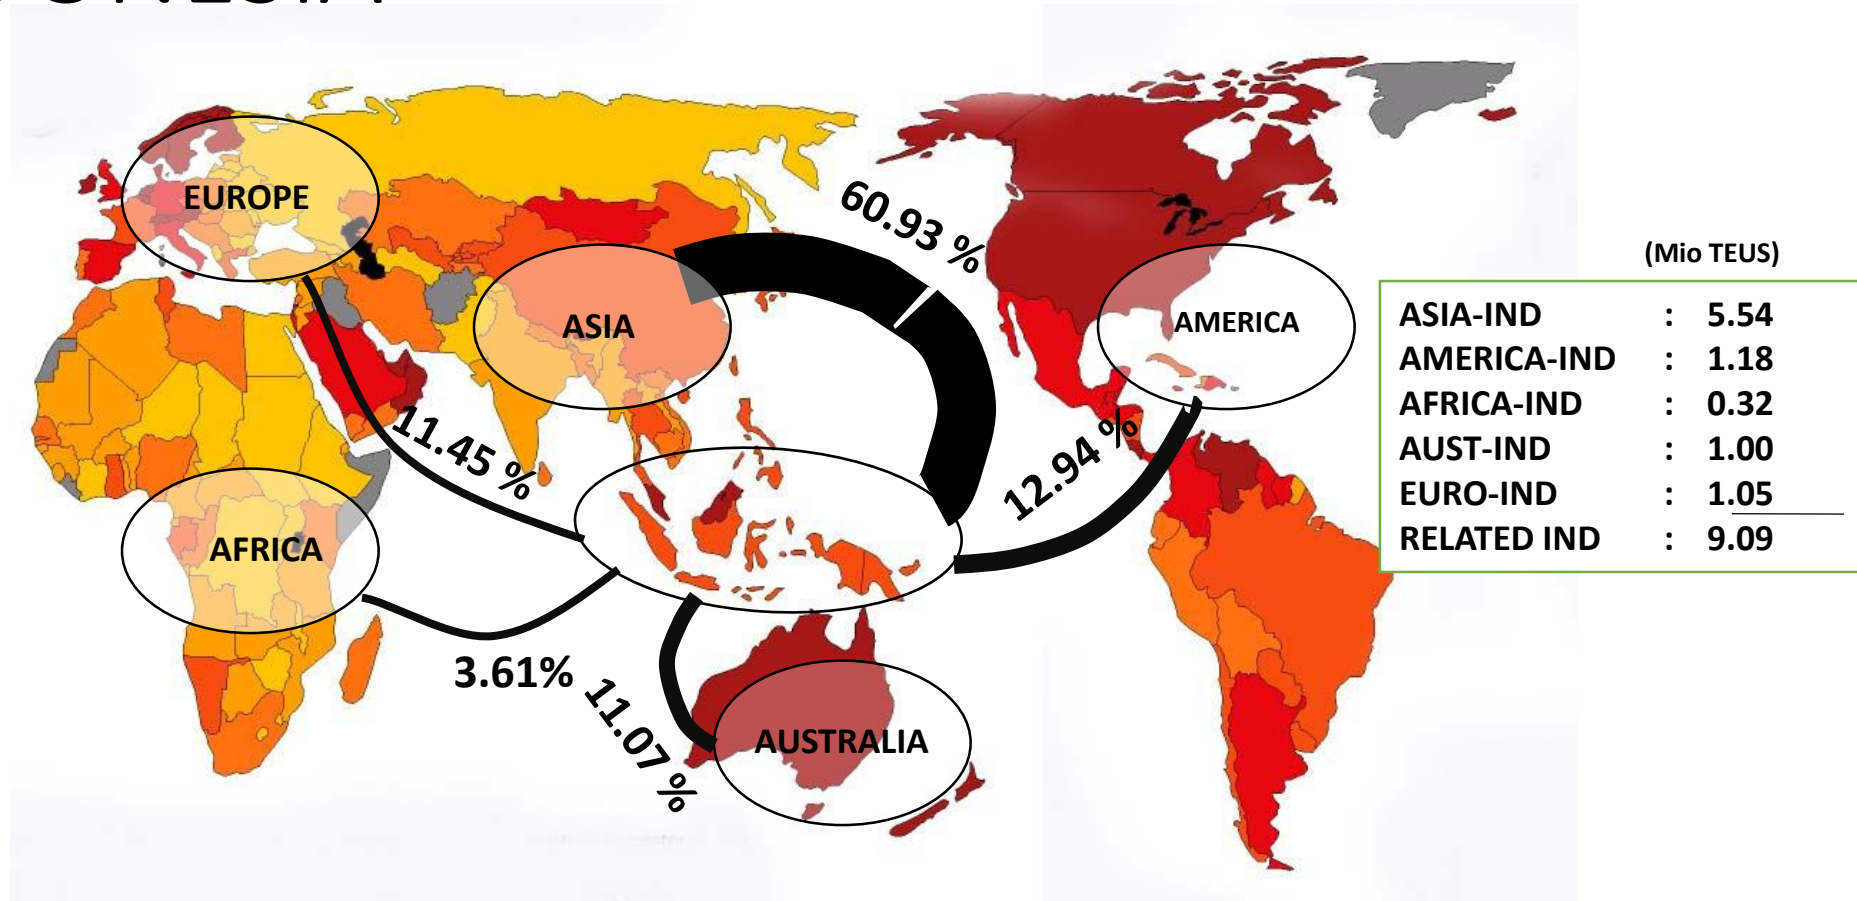 EUROPE
60.93 %
(Mio TEUS)
ASIA
AMERICA
ASIA-IND : 5.54
AMERICA-IND : 1.18
AFRICA-IND : 0.32
AUST-IND : 1.00
EURO-IND : 1.05
RELATED IND : 9.09
11.45 %
12.94 %
AFRICA
3.61%
11.07 %
AUSTRALIA